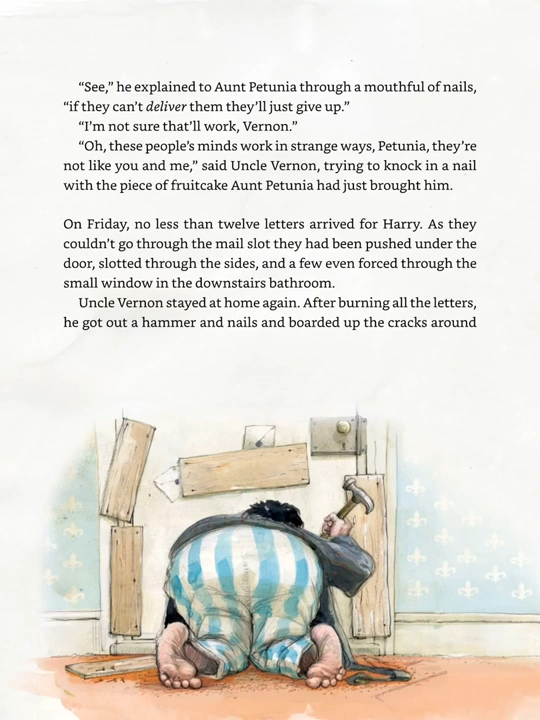 “See,” he explained to Aunt Petunia through a mouthful of nails,
“if they can’t deliver them they’ll just give up.”
“I’m not sure that’ll work, Vernon.”
“Oh, these people’s minds work in strange ways, Petunia, they’re
not like you and me,” said Uncle Vernon, trying to knock in a nail
with the piece of fruitcake Aunt Petunia had just brought him.
On Friday, no less than twelve letters arrived for Harry. As they
couldn’t go through the mail slot they had been pushed under the
door, slotted through the sides, and a few even forced through the
small window in the downstairs bathroom.
Uncle Vernon stayed at home again. After burning all the letters,
he got out a hammer and nails and boarded up the cracks around